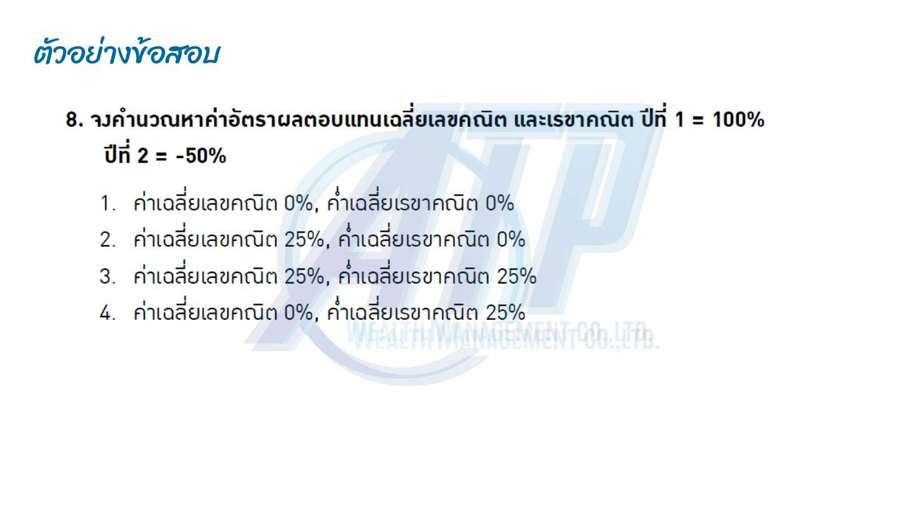 ตัวอย่างข้อสอบ
8. จงคำนวณหาค่าอัตราผลตอบแทนเฉลี่ยเลขคณิต และเรขาคณิต ปีที่ 1 = 100%
ปีที่ 2 = -50%
1. ค่าเฉลี่ยเลขคณิต 0%, ค่ำเฉลี่ยเรขาคณิต 0%
2. ค่าเฉลี่ยเลขคณิต 25%, ค่ำเฉลี่ยเรขาคณิต 0%
3. ค่าเฉลี่ยเลขคณิต 25%, ค่ำเฉลี่ยเรขาคณิต 25%
4. ค่าเฉลี่ยเลขคณิต 0%, ค่ำเฉลี่ยเรขาคณิต 25%
ATP
WEALTH MANAGEMENT CO.,LTD.
WEALTH MANAGEMENT CO.,LTD.